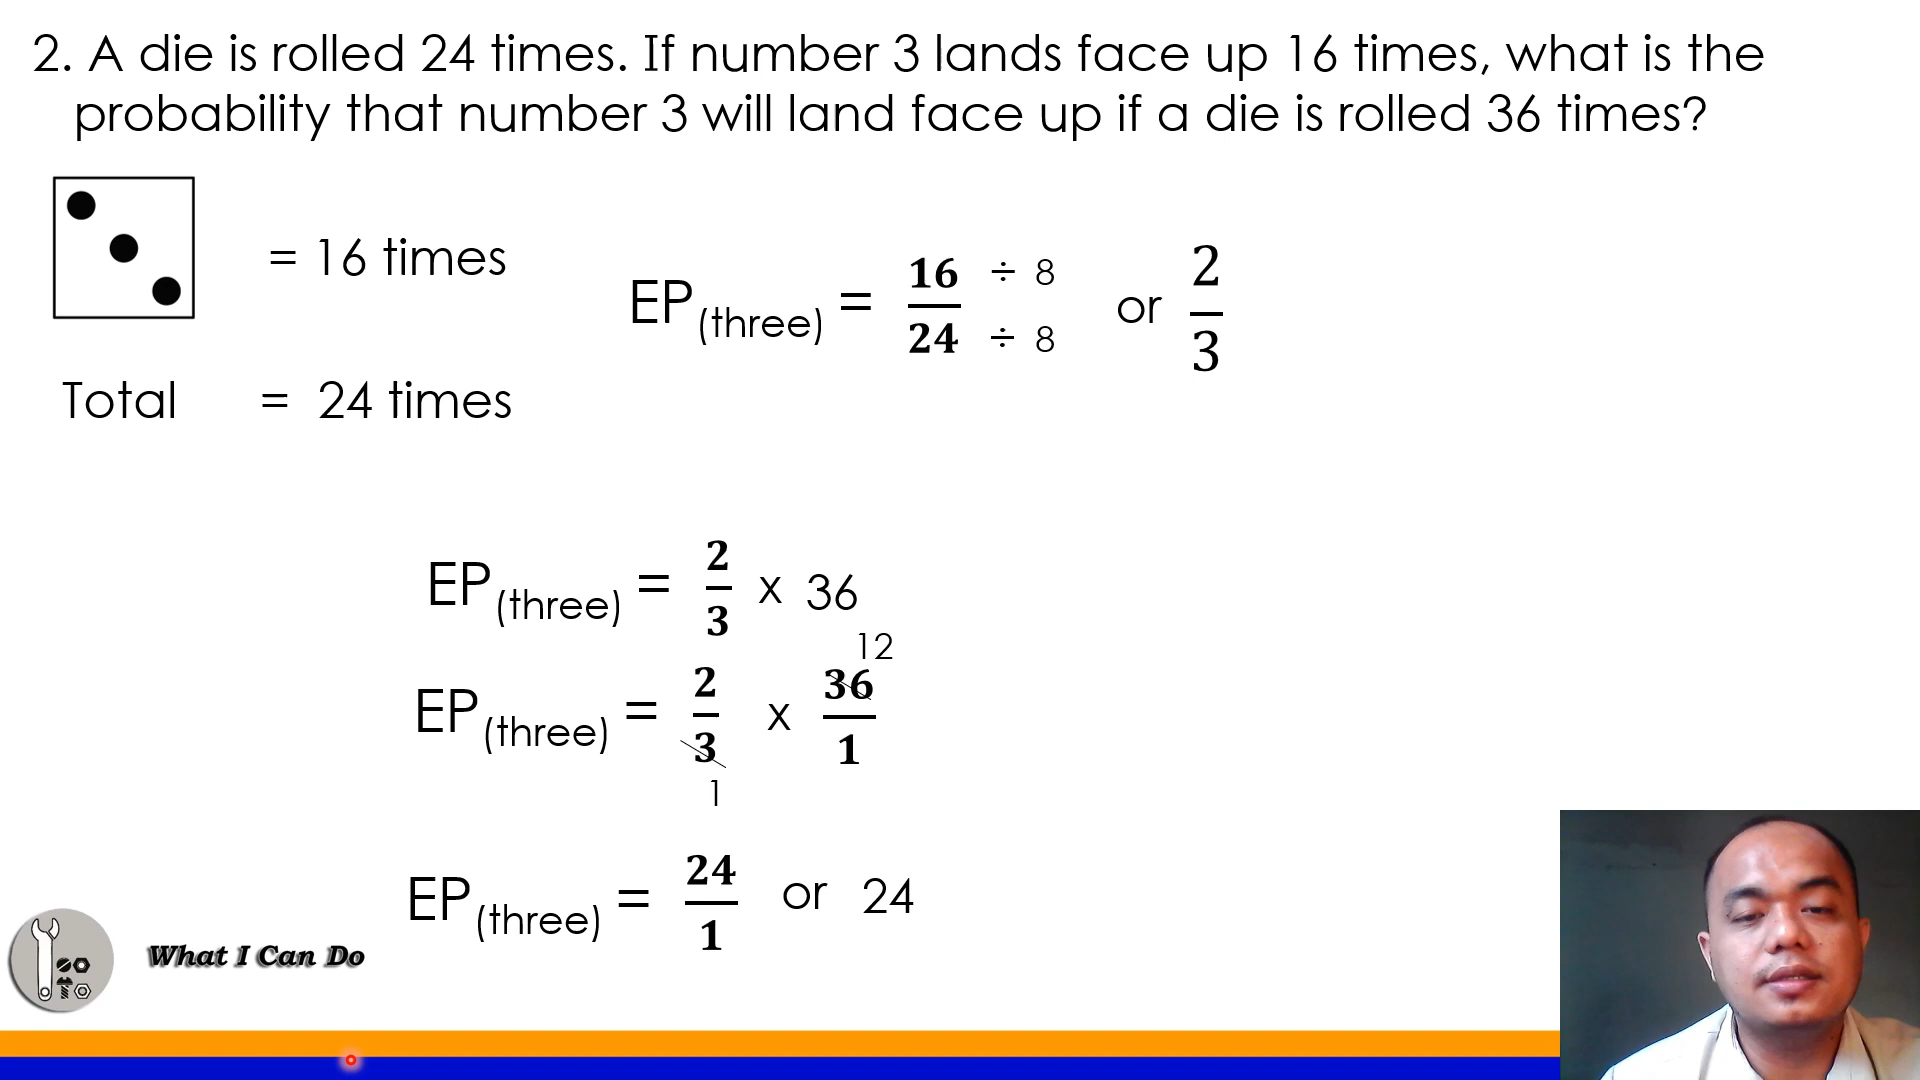 2. A die is rolled 24 times. If number 3 lands face up 16 times, what is the
probability that number 3 will land face up if a die is rolled 36 times?
= 16 times
EP(three) = 16/24 ÷ 8 ÷ 8 or 2/3
Total = 24 times
EP(three) = 2/3 x 36
12
EP(three) = 2/3 x 36/1
1
EP(three) = 24/1 or 24
What I Can Do